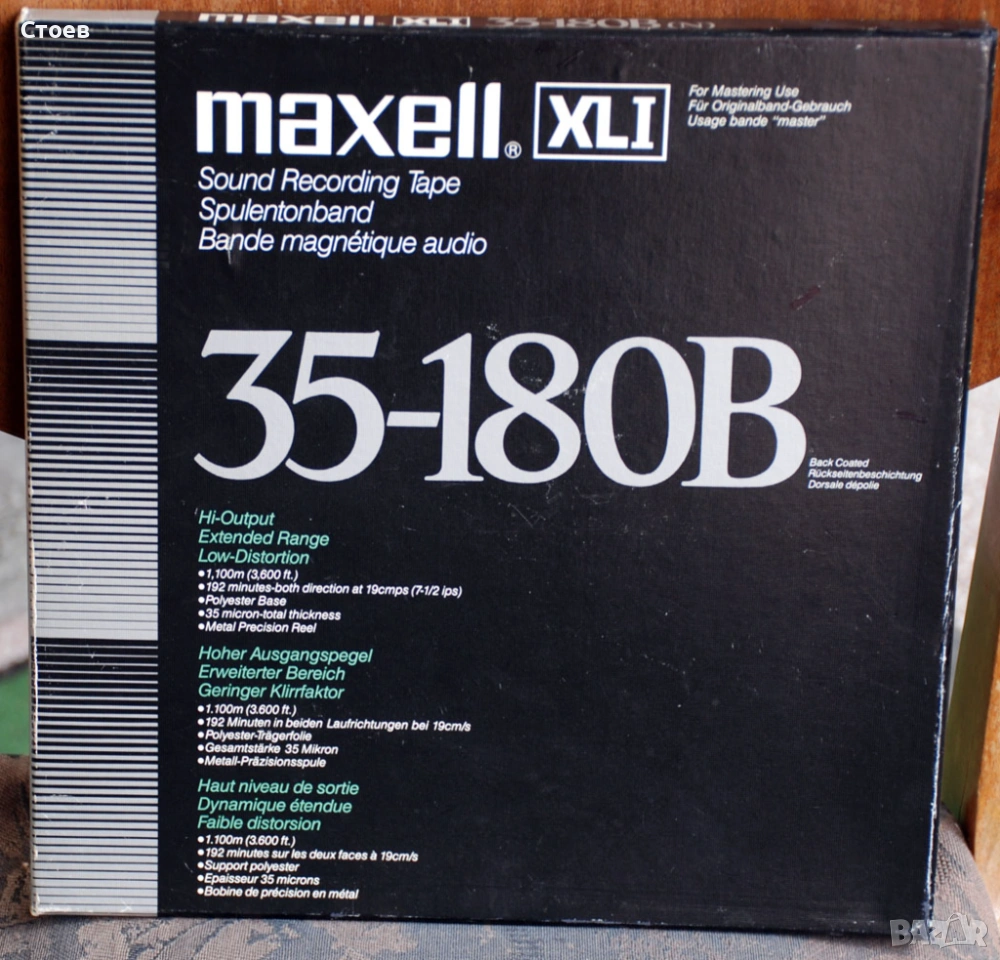 Стоев
maxell XLI 35-180B (N)
maxell® XLI
For Mastering Use
Für Originalband-Gebrauch
Usage bande "master"
Sound Recording Tape
Spulentonband
Bande magnétique audio
35-180B
Back Coated
Rückseitenbeschichtung
Dorsale dépolie
Hi-Output
Extended Range
Low-Distortion
•1,100m (3,600 ft.)
•192 minutes-both direction at 19cmps (7-1/2 ips)
•Polyester Base
•35 micron-total thickness
•Metal Precision Reel
Hoher Ausgangspegel
Erweiterter Bereich
Geringer Klirrfaktor
•1.100m (3.600 ft.)
•192 Minuten in beiden Laufrichtungen bei 19cm/s
•Polyester-Trägerfolie
•Gesamtstärke 35 Mikron
•Metall-Präzisionsspule
Haut niveau de sortie
Dynamique étendue
Faible distorsion
•1.100m (3.600 ft.)
•192 minutes sur les deux faces à 19cm/s
•Support polyester
•Epaisseur 35 microns
•Bobine de précision en métal
BAZAR